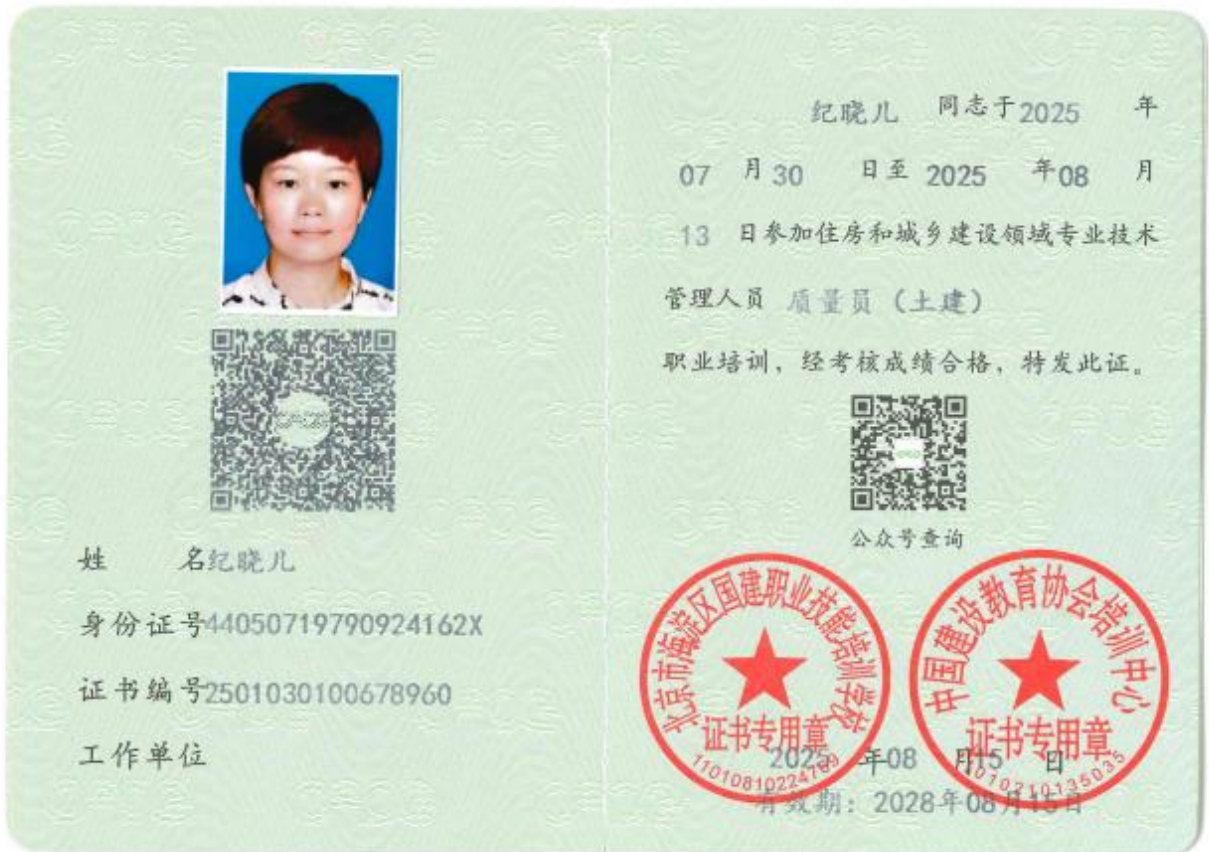 姓 名纪晓儿
身份证号44050719790924162X
证书编号2501030100678960
工作单位
纪晓儿 同志于2025 年
07 月 30 日至 2025 年08 月
13 日参加住房和城乡建设领域专业技术
管理人员 质量员（土建）
职业培训，经考核成绩合格，特发此证。
公众号查询
北京市海淀区国建职业技能培训学校
证书专用章
中国建设教育协会培训中心
证书专用章
2025 年08 月15 日
有效期：2028年08月15日